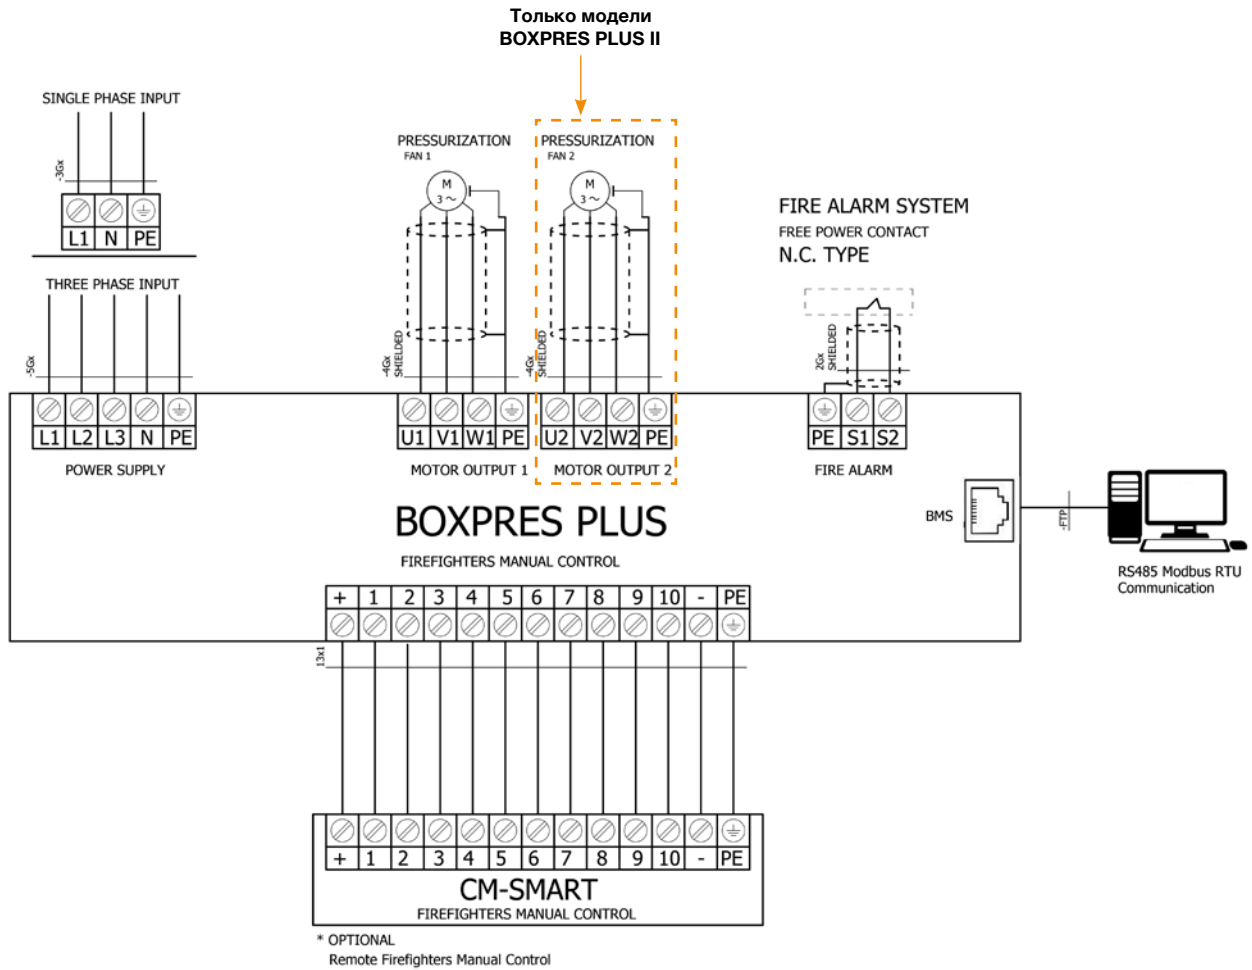 Только модели
BOXPRES PLUS II
SINGLE PHASE INPUT
-3Gx
L1 N PE
THREE PHASE INPUT
-5Gx
L1 L2 L3 N PE
POWER SUPPLY
PRESSURIZATION
FAN 1
M
3 ~
-4Gx
SHIELDED
U1 V1 W1 PE
MOTOR OUTPUT 1
PRESSURIZATION
FAN 2
M
3 ~
-4Gx
SHIELDED
U2 V2 W2 PE
MOTOR OUTPUT 2
FIRE ALARM SYSTEM
FREE POWER CONTACT
N.C. TYPE
2Gx
SHIELDED
PE S1 S2
FIRE ALARM
BOXPRES PLUS
BMS
-FTP
RS485 Modbus RTU
Communication
FIREFIGHTERS MANUAL CONTROL
+ 1 2 3 4 5 6 7 8 9 10 - PE
13x1
+ 1 2 3 4 5 6 7 8 9 10 - PE
CM-SMART
FIREFIGHTERS MANUAL CONTROL
* OPTIONAL
Remote Firefighters Manual Control